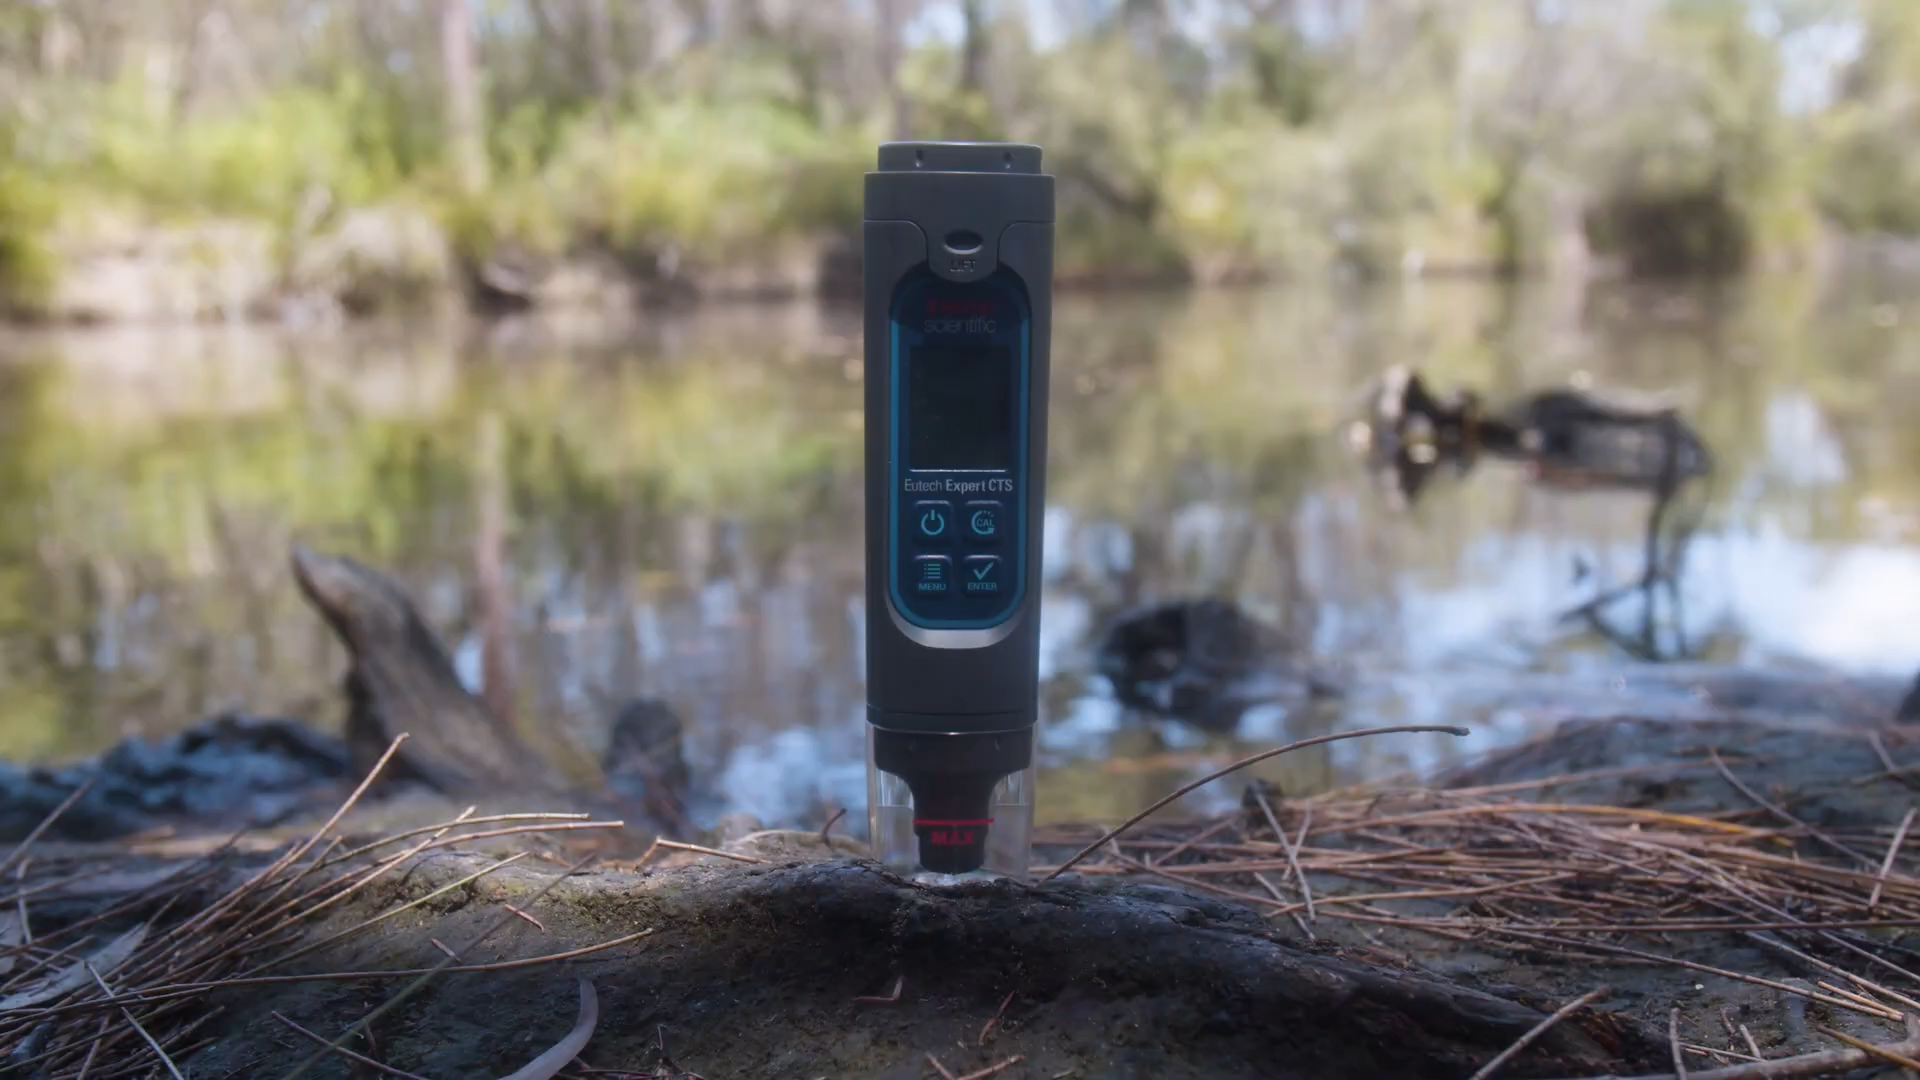 LIFT
scientific
Eutech Expert CTS
CAL
MENU
ENTER
MAX